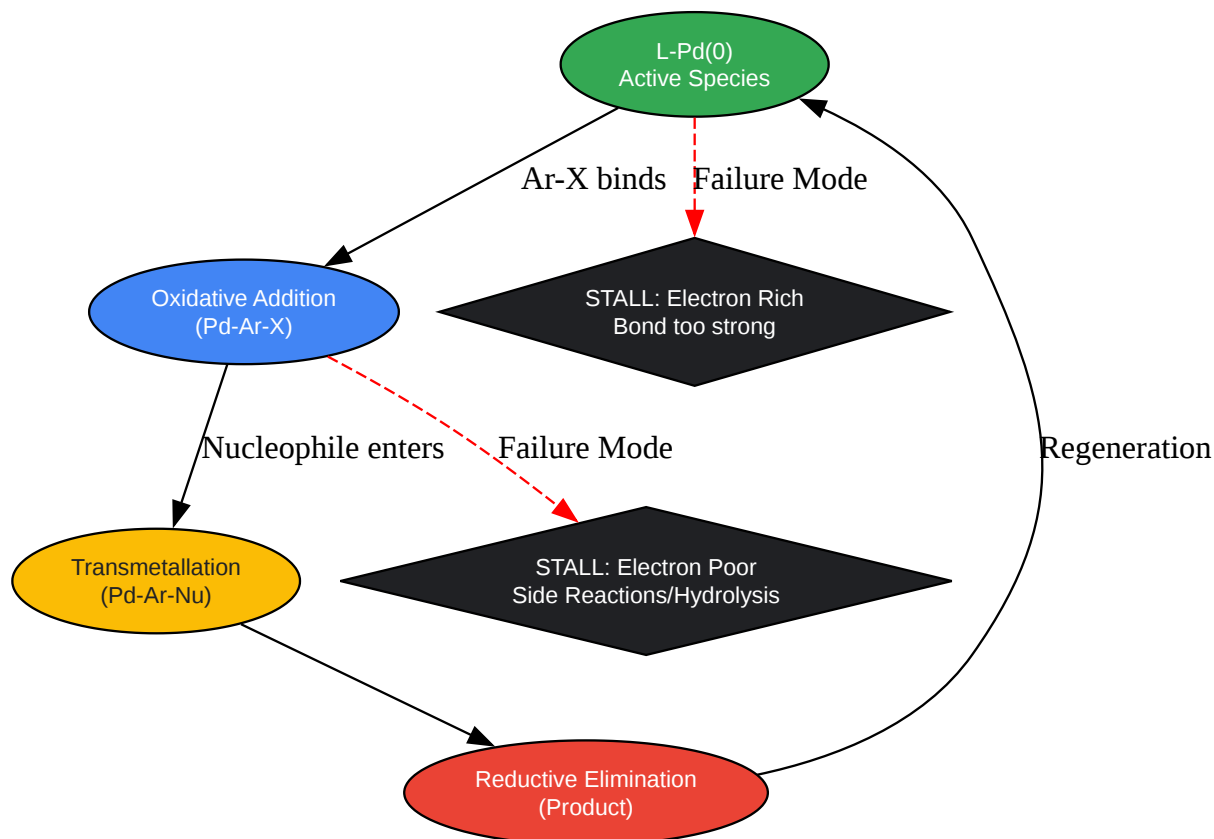 L-Pd(0)
Active Species
Ar-X binds
Failure Mode
Oxidative Addition
(Pd-Ar-X)
STALL: Electron Rich
Bond too strong
Nucleophile enters
Failure Mode
Regeneration
Transmetallation
(Pd-Ar-Nu)
STALL: Electron Poor
Side Reactions/Hydrolysis
Reductive Elimination
(Product)